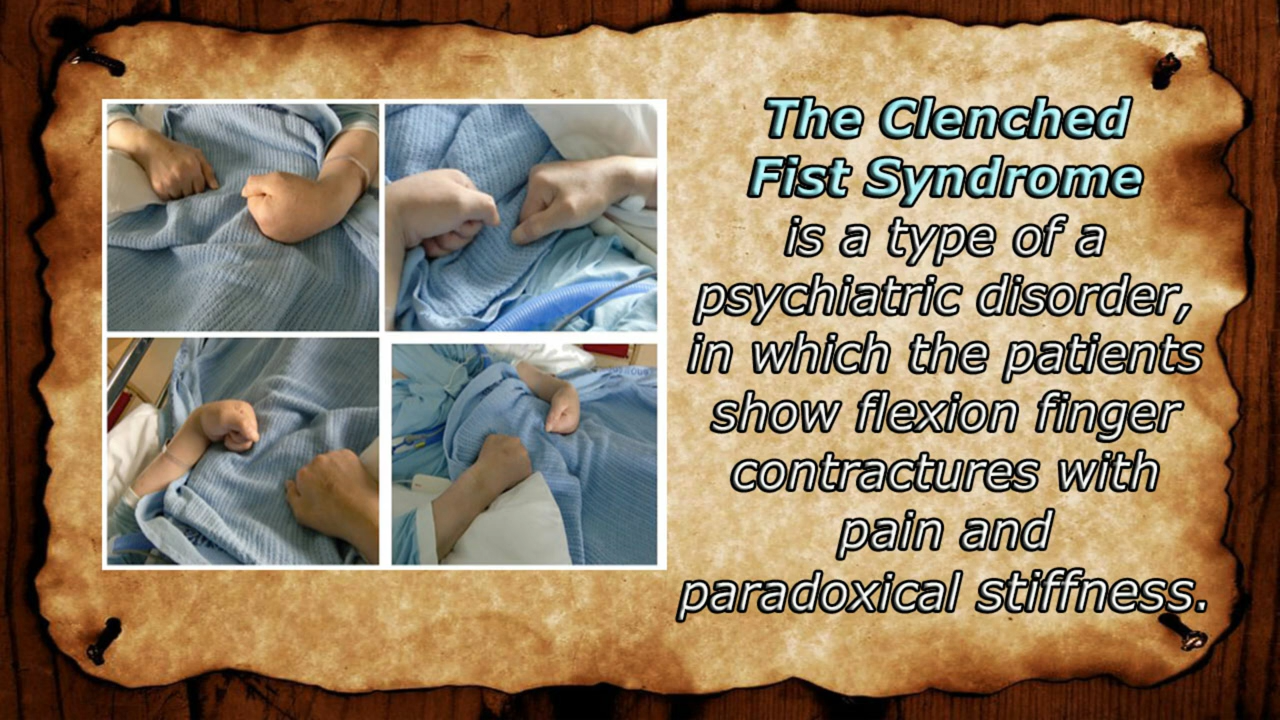 The Clenched
Fist Syndrome
is a type of a
psychiatric disorder,
in which the patients
show flexion finger
contractures with
pain and
paradoxical stiffness.